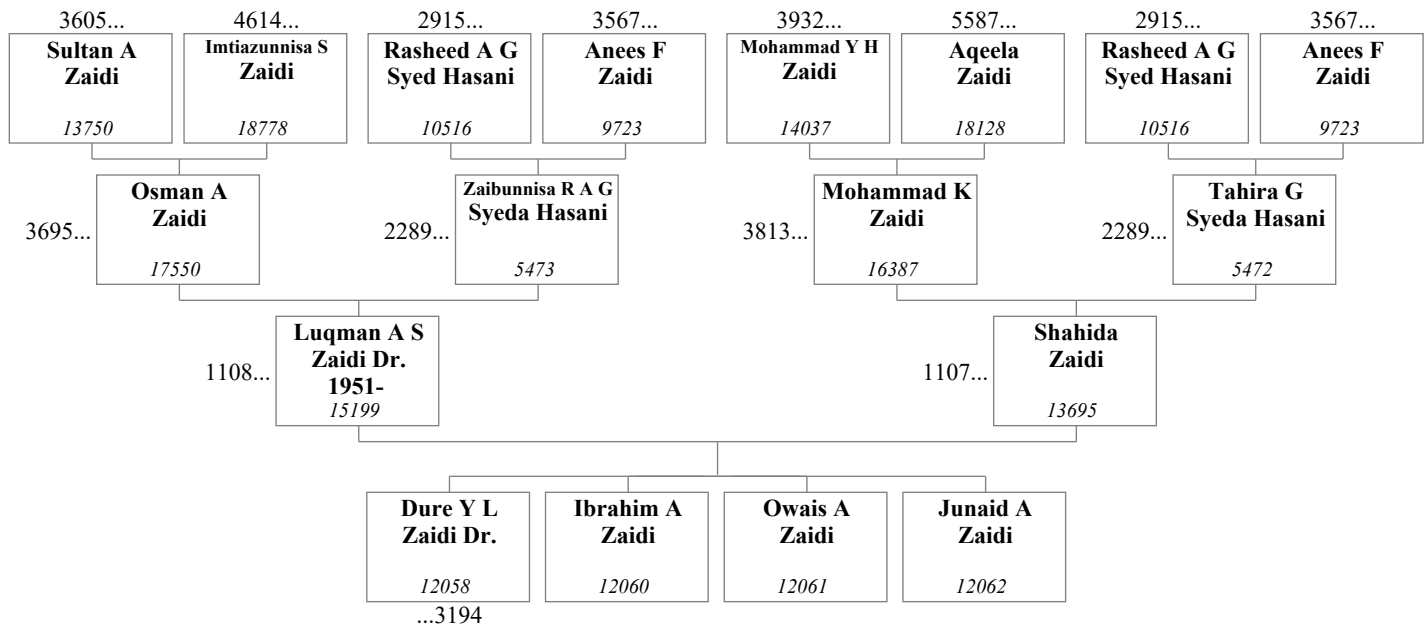 3605... 4614... 2915... 3567... 3932... 5587... 2915... 3567...
Sultan A
Zaidi
13750
Imtiazunnisa S
Zaidi
18778
Rasheed A G
Syed Hasani
10516
Anees F
Zaidi
9723
Mohammad Y H
Zaidi
14037
Aqeela
Zaidi
18128
Rasheed A G
Syed Hasani
10516
Anees F
Zaidi
9723
3695...
Osman A
Zaidi
17550
2289...
Zaibunnisa R A G
Syeda Hasani
5473
3813...
Mohammad K
Zaidi
16387
2289...
Tahira G
Syeda Hasani
5472
1108...
Luqman A S
Zaidi Dr.
1951-
15199
1107...
Shahida
Zaidi
13695
Dure Y L
Zaidi Dr.
12058
...3194
Ibrahim A
Zaidi
12060
Owais A
Zaidi
12061
Junaid A
Zaidi
12062